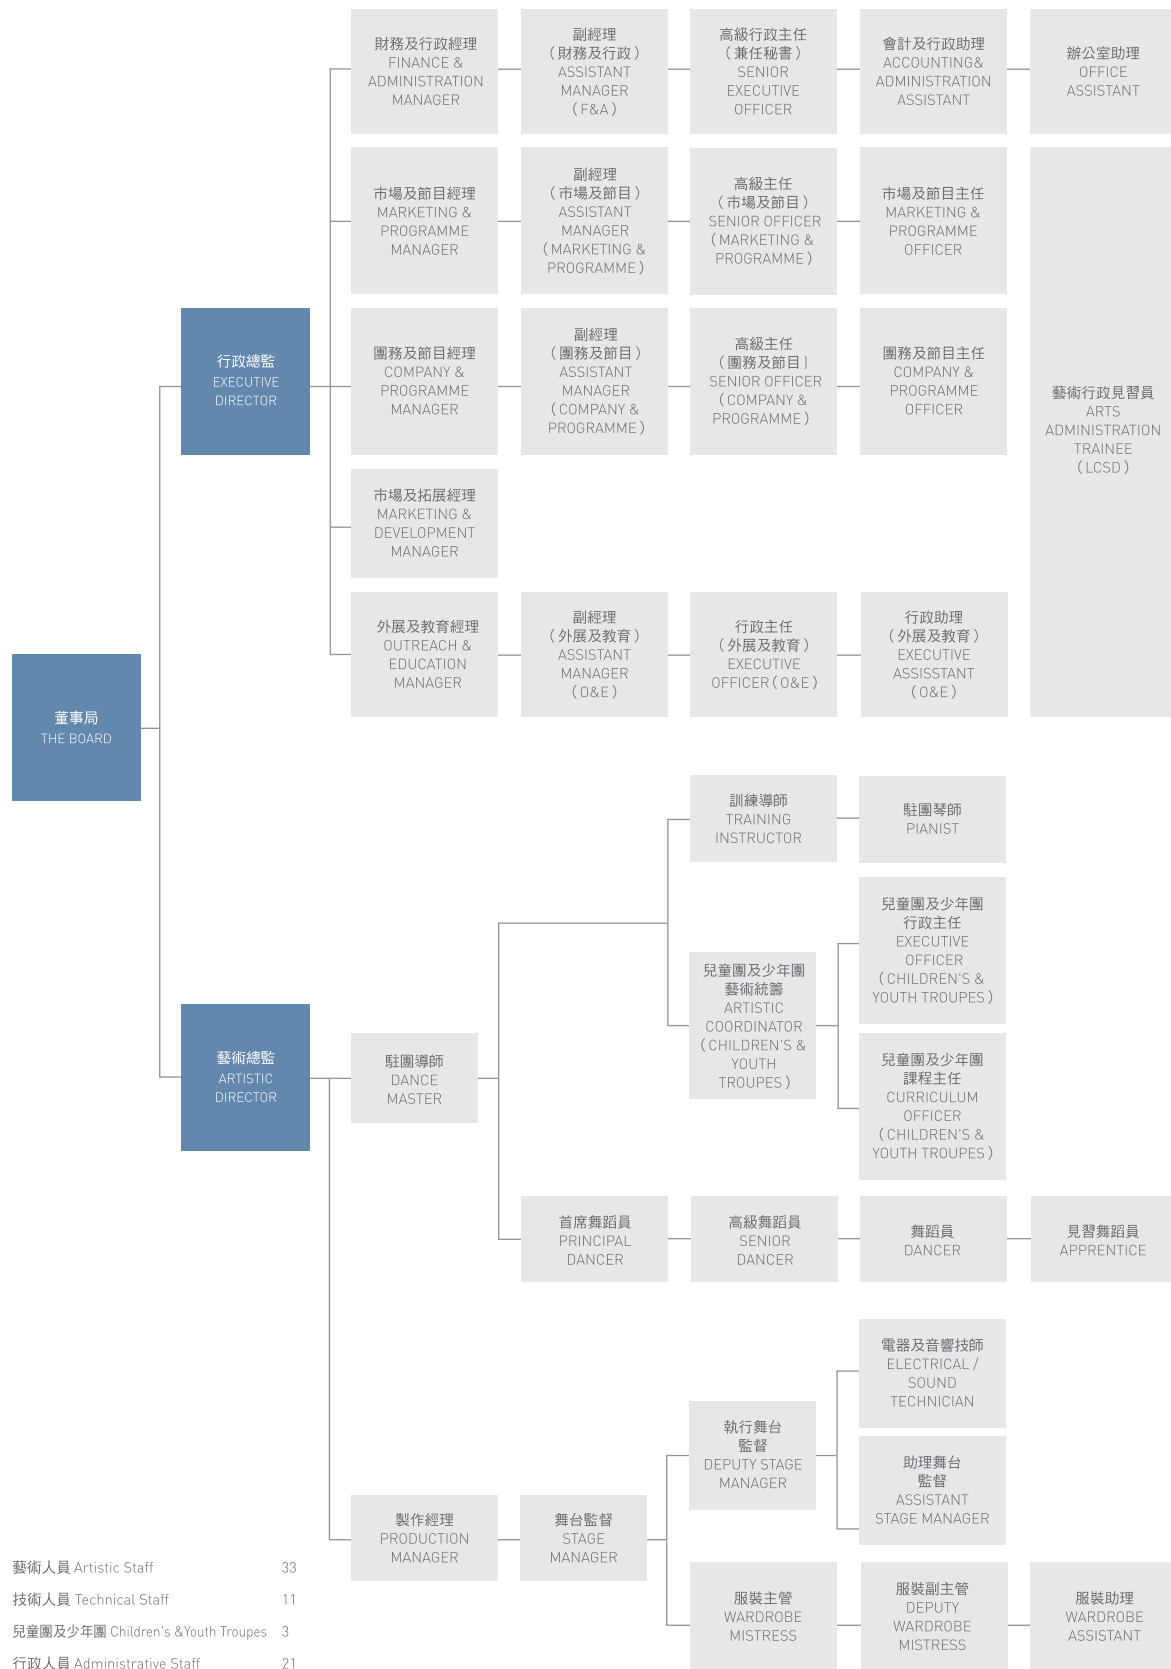 財務及行政經理
FINANCE &
ADMINISTRATION
MANAGER
副經理
(財務及行政)
ASSISTANT
MANAGER
(F&A)
高級行政主任
(兼任秘書)
SENIOR
EXECUTIVE
OFFICER
會計及行政助理
ACCOUNTING&
ADMINISTRATION
ASSISTANT
辦公室助理
OFFICE
ASSISTANT
市場及節目經理
MARKETING &
PROGRAMME
MANAGER
副經理
(市場及節目)
ASSISTANT
MANAGER
(MARKETING &
PROGRAMME)
高級主任
(市場及節目)
SENIOR OFFICER
(MARKETING &
PROGRAMME)
市場及節目主任
MARKETING &
PROGRAMME
OFFICER
行政總監
EXECUTIVE
DIRECTOR
團務及節目經理
COMPANY &
PROGRAMME
MANAGER
副經理
(團務及節目)
ASSISTANT
MANAGER
(COMPANY &
PROGRAMME)
高級主任
(團務及節目)
SENIOR OFFICER
(COMPANY &
PROGRAMME)
團務及節目主任
COMPANY &
PROGRAMME
OFFICER
藝術行政見習員
ARTS
ADMINISTRATION
TRAINEE
(LCSD)
市場及拓展經理
MARKETING &
DEVELOPMENT
MANAGER
外展及教育經理
OUTREACH &
EDUCATION
MANAGER
副經理
(外展及教育)
ASSISTANT
MANAGER
(O&E)
行政主任
(外展及教育)
EXECUTIVE
OFFICER(O&E)
行政助理
(外展及教育)
EXECUTIVE
ASSISSTANT
(O&E)
董事局
THE BOARD
訓練導師
TRAINING
INSTRUCTOR
駐團琴師
PIANIST
兒童團及少年團
行政主任
EXECUTIVE
OFFICER
(CHILDREN'S &
YOUTH TROUPES)
兒童團及少年團
藝術統籌
ARTISTIC
COORDINATOR
(CHILDREN'S &
YOUTH
TROUPES)
兒童團及少年團
課程主任
CURRICULUM
OFFICER
(CHILDREN'S &
YOUTH TROUPES)
藝術總監
ARTISTIC
DIRECTOR
駐團導師
DANCE
MASTER
首席舞蹈員
PRINCIPAL
DANCER
高級舞蹈員
SENIOR
DANCER
舞蹈員
DANCER
見習舞蹈員
APPRENTICE
電器及音響技師
ELECTRICAL /
SOUND
TECHNICIAN
執行舞台
監督
DEPUTY STAGE
MANAGER
助理舞台
監督
ASSISTANT
STAGE MANAGER
製作經理
PRODUCTION
MANAGER
舞台監督
STAGE
MANAGER
服裝主管
WARDROBE
MISTRESS
服裝副主管
DEPUTY
WARDROBE
MISTRESS
服裝助理
WARDROBE
ASSISTANT
藝術人員 Artistic Staff 33
技術人員 Technical Staff 11
兒童團及少年團 Children's &Youth Troupes 3
行政人員 Administrative Staff 21